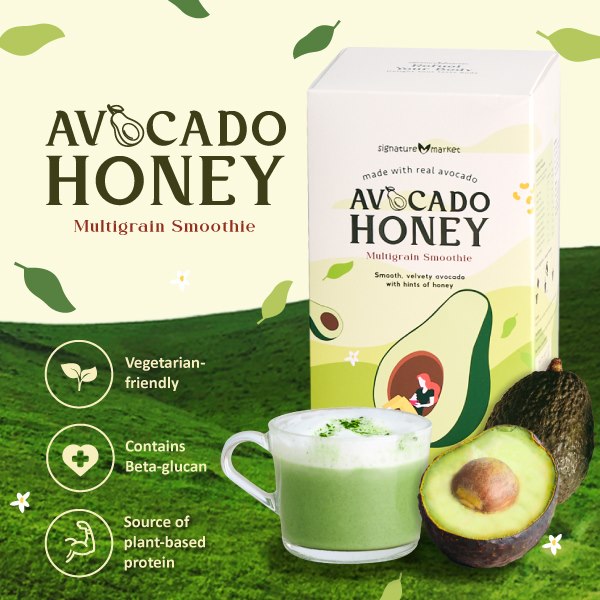 AVOCADO
HONEY
Multigrain Smoothie
signature market
made with real avocado
AVOCADO
HONEY
Multigrain Smoothie
Smooth, velvety avocado
with hints of honey
Vegetarian-
friendly
Contains
Beta-glucan
Source of
plant-based
protein